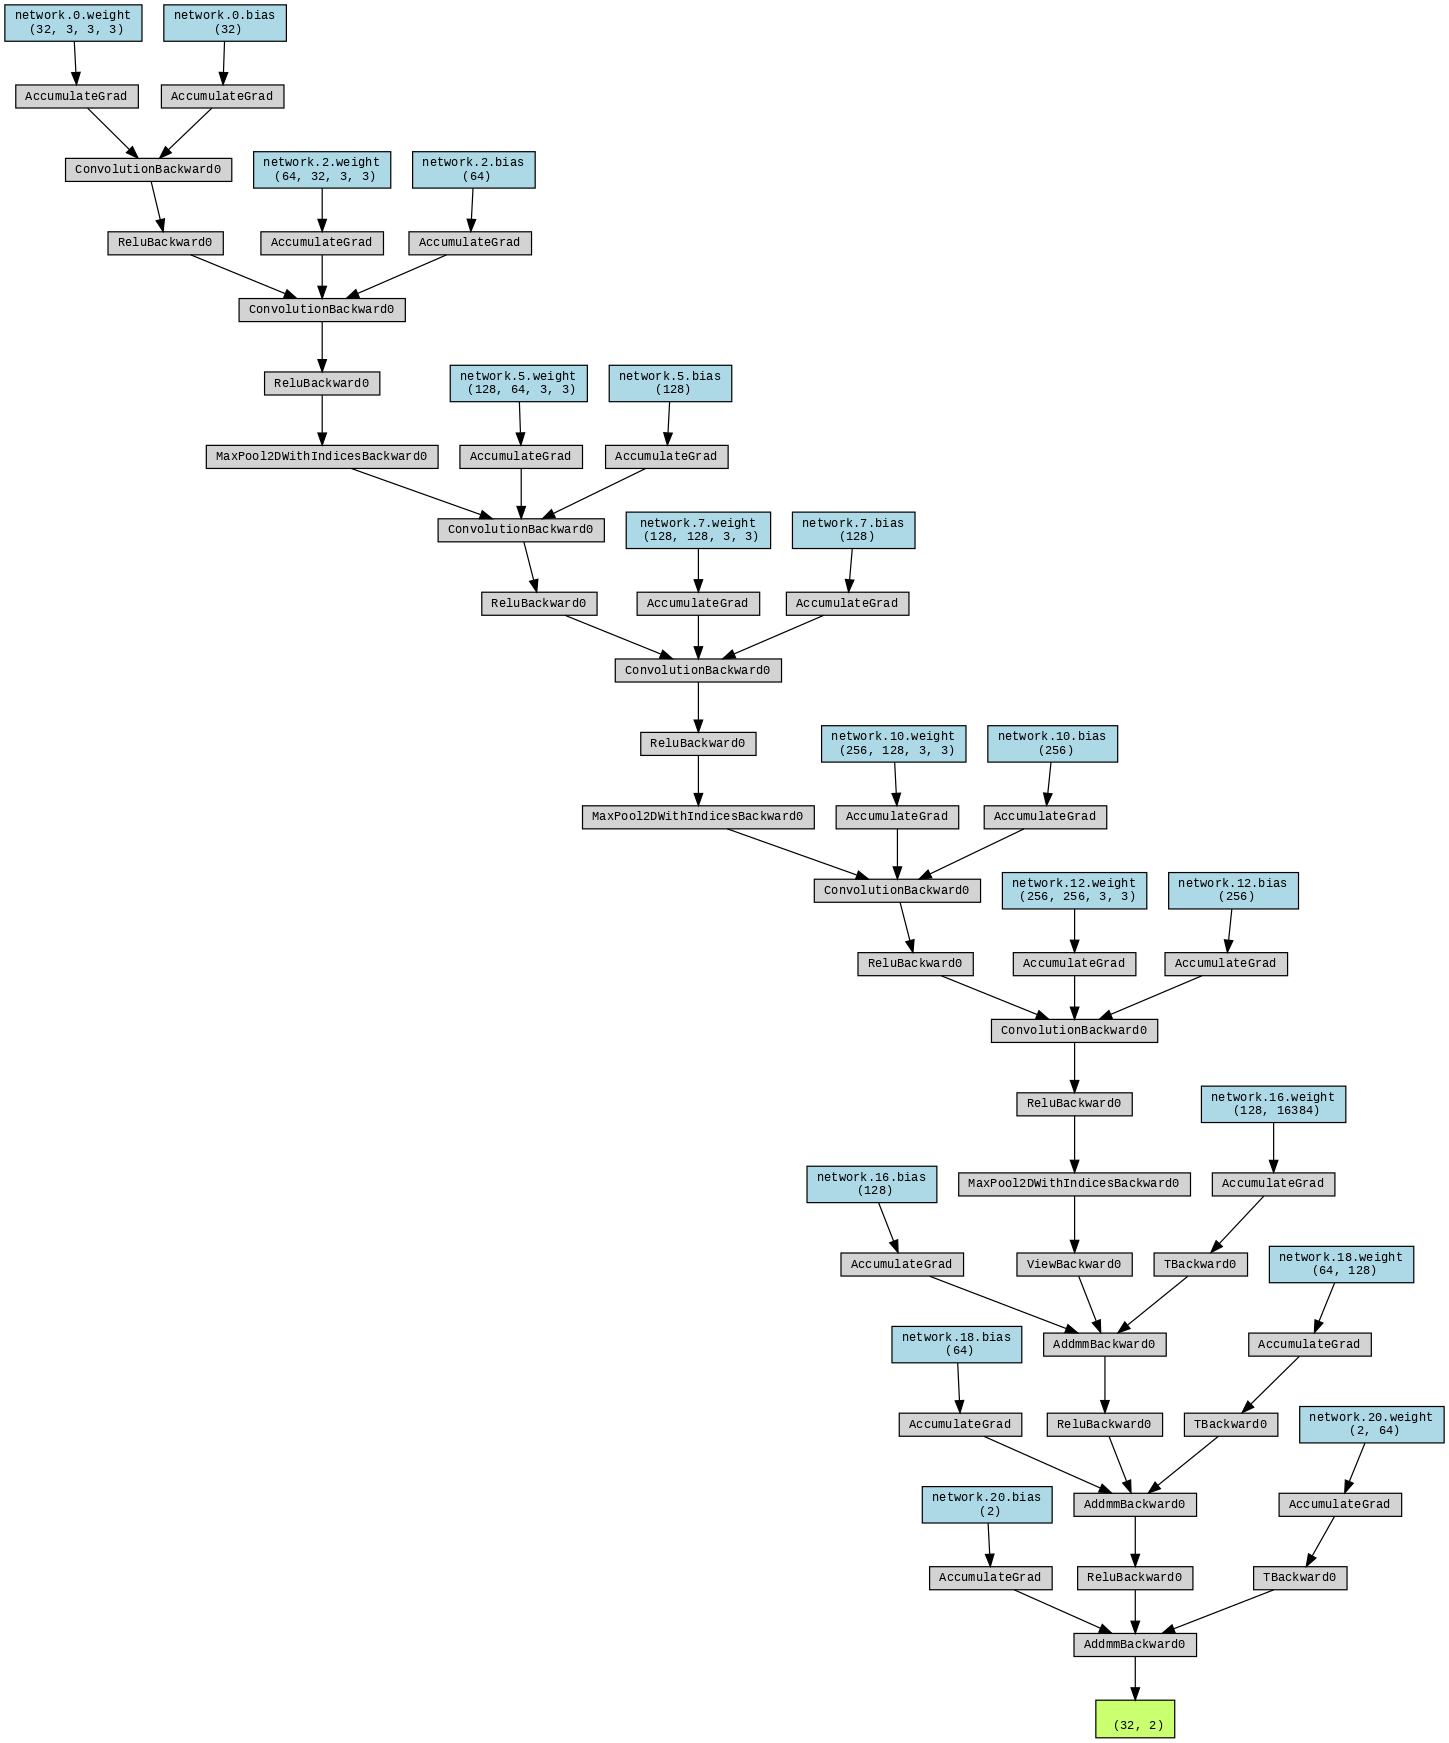 network.0.weight
(32, 3, 3, 3)
network.0.bias
(32)
AccumulateGrad
AccumulateGrad
ConvolutionBackward0
network.2.weight
(64, 32, 3, 3)
network.2.bias
(64)
ReluBackward0
AccumulateGrad
AccumulateGrad
ConvolutionBackward0
ReluBackward0
network.5.weight
(128, 64, 3, 3)
network.5.bias
(128)
MaxPool2DWithIndicesBackward0
AccumulateGrad
AccumulateGrad
ConvolutionBackward0
network.7.weight
(128, 128, 3, 3)
network.7.bias
(128)
ReluBackward0
AccumulateGrad
AccumulateGrad
ConvolutionBackward0
ReluBackward0
network.10.weight
(256, 128, 3, 3)
network.10.bias
(256)
MaxPool2DWithIndicesBackward0
AccumulateGrad
AccumulateGrad
ConvolutionBackward0
network.12.weight
(256, 256, 3, 3)
network.12.bias
(256)
ReluBackward0
AccumulateGrad
AccumulateGrad
ConvolutionBackward0
ReluBackward0
network.16.weight
(128, 16384)
network.16.bias
(128)
MaxPool2DWithIndicesBackward0
AccumulateGrad
AccumulateGrad
ViewBackward0
TBackward0
network.18.weight
(64, 128)
network.18.bias
(64)
AddmmBackward0
AccumulateGrad
AccumulateGrad
ReluBackward0
TBackward0
network.20.weight
(2, 64)
network.20.bias
(2)
AddmmBackward0
AccumulateGrad
AccumulateGrad
ReluBackward0
TBackward0
AddmmBackward0
(32, 2)